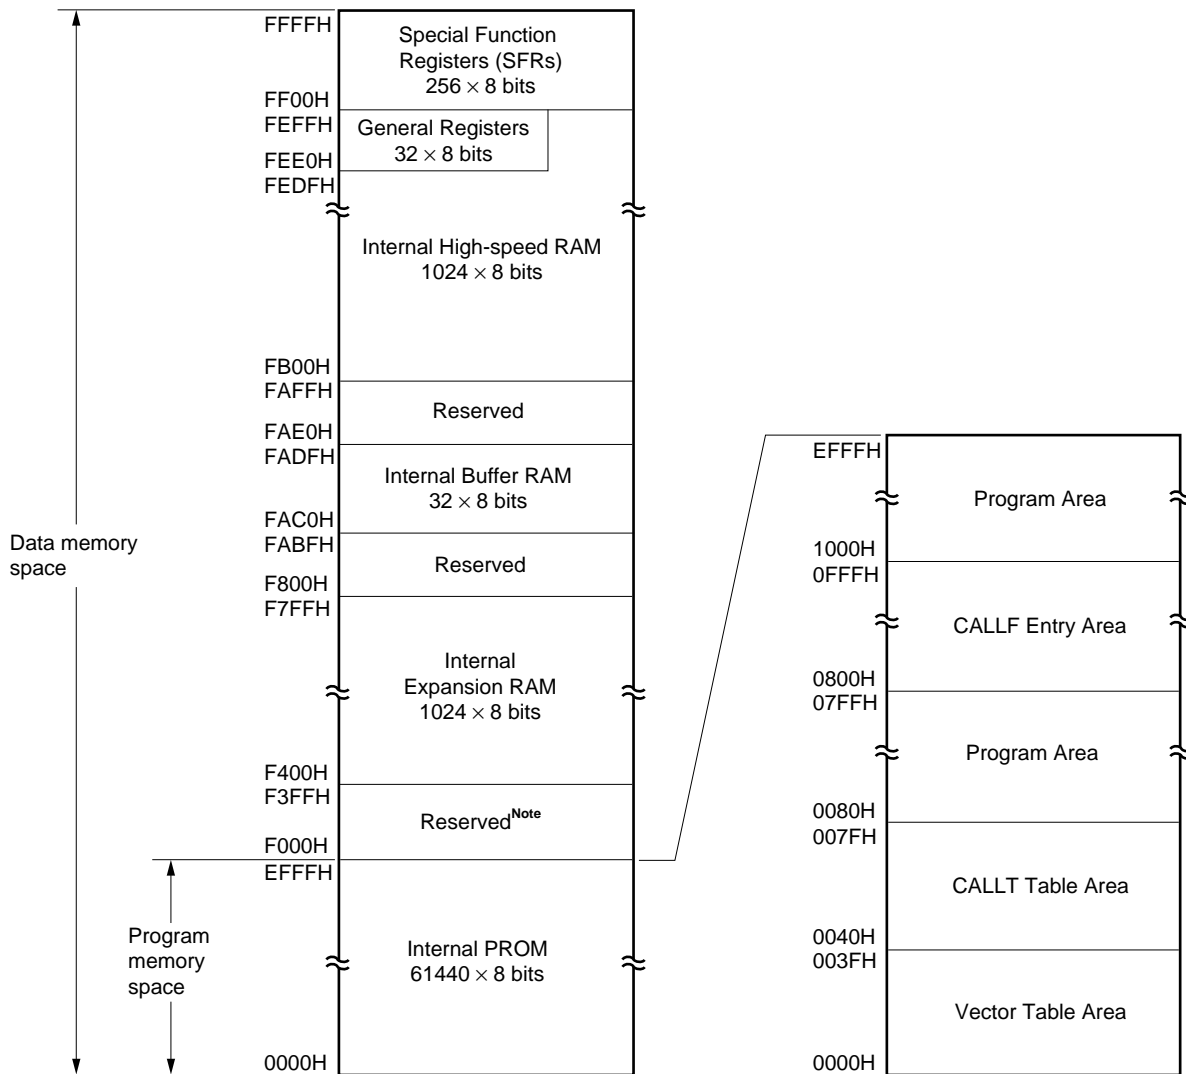 FFFFH
Special Function
Registers (SFRs)
256 × 8 bits
FF00H
FEFFH
General Registers
32 × 8 bits
FEE0H
FEDFH
Internal High-speed RAM
1024 × 8 bits
FB00H
FAFFH
Reserved
FAE0H
FADFH
Internal Buffer RAM
32 × 8 bits
FAC0H
FABFH
Reserved
F800H
F7FFH
Internal
Expansion RAM
1024 × 8 bits
F400H
F3FFH
Reserved Note
F000H
EFFFH
Internal PROM
61440 × 8 bits
0000H
Data memory
space
Program
memory
space
EFFFH
Program Area
1000H
0FFFH
CALLF Entry Area
0800H
07FFH
Program Area
0080H
007FH
CALLT Table Area
0040H
003FH
Vector Table Area
0000H